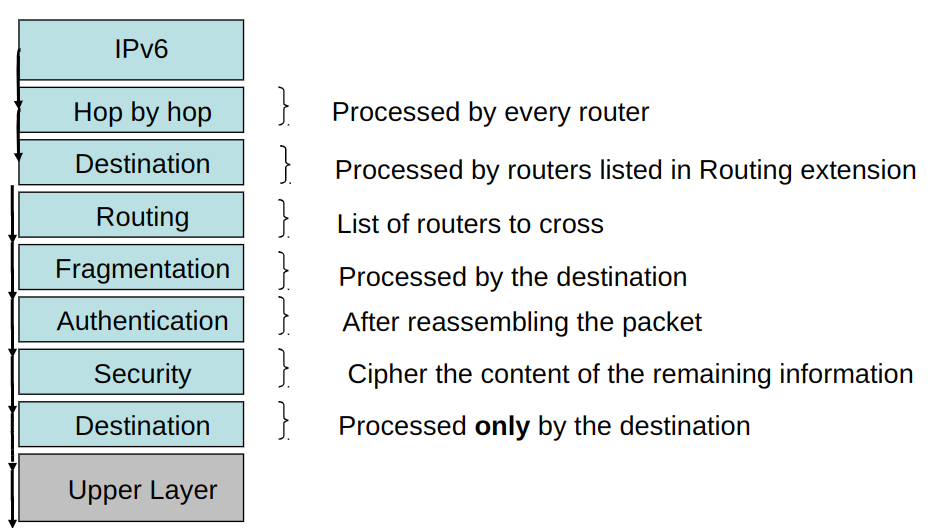 IPv6
Hop by hop Processed by every router
Destination Processed by routers listed in Routing extension
Routing List of routers to cross
Fragmentation Processed by the destination
Authentication After reassembling the packet
Security Cipher the content of the remaining information
Destination Processed only by the destination
Upper Layer